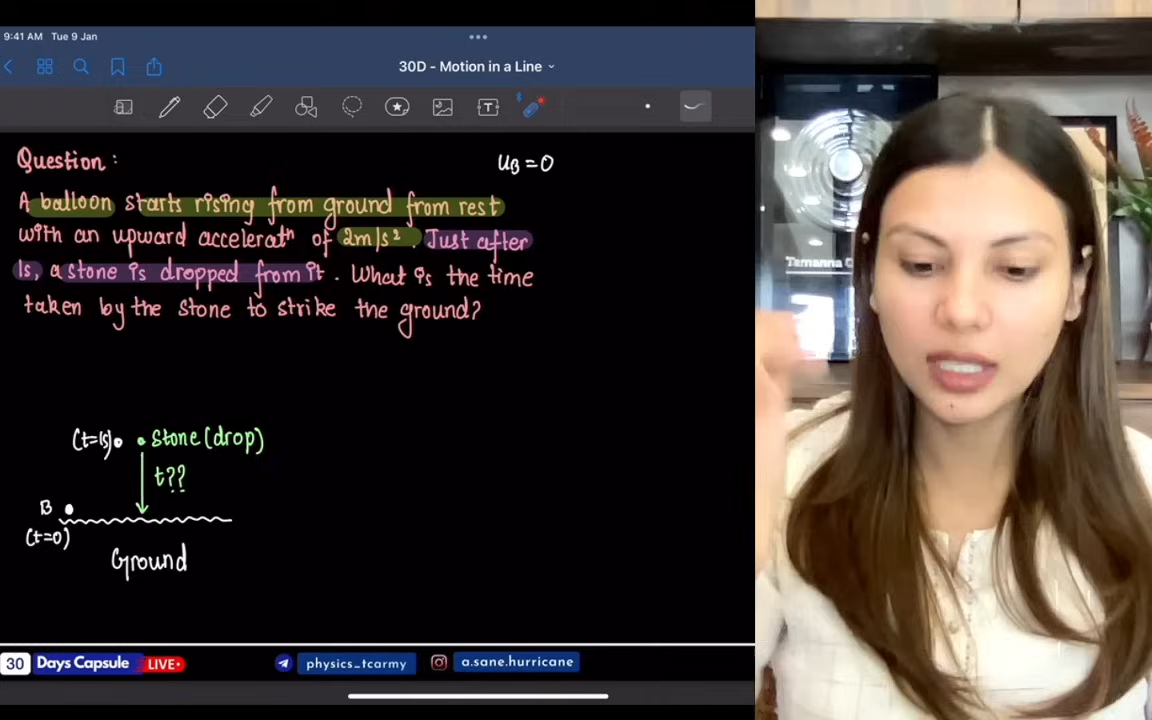 9:41 AM Tue 9 Jan
30D - Motion in a Line
Question:
U_B = 0
A balloon starts rising from ground from rest
with an upward acceleratⁿ of 2m/s². Just after
1s, a stone is dropped from it. What is the time
taken by the stone to strike the ground?
(t=1s) Stone (drop)
t??
B
(t=0)
Ground
Temanna
30 Days Capsule LIVE
physics_tcarmy
a.sane.hurricane